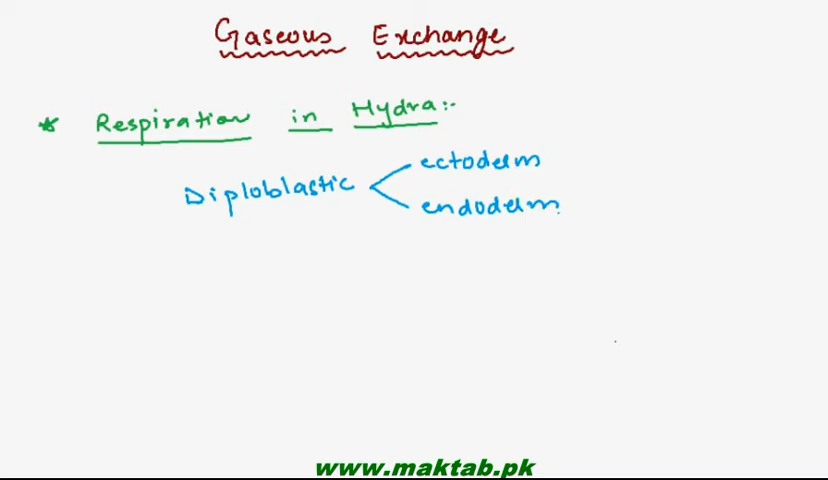 Gaseous Exchange
* Respiration in Hydra:-
Diploblastic
ectoderm
endoderm
www.maktab.pk